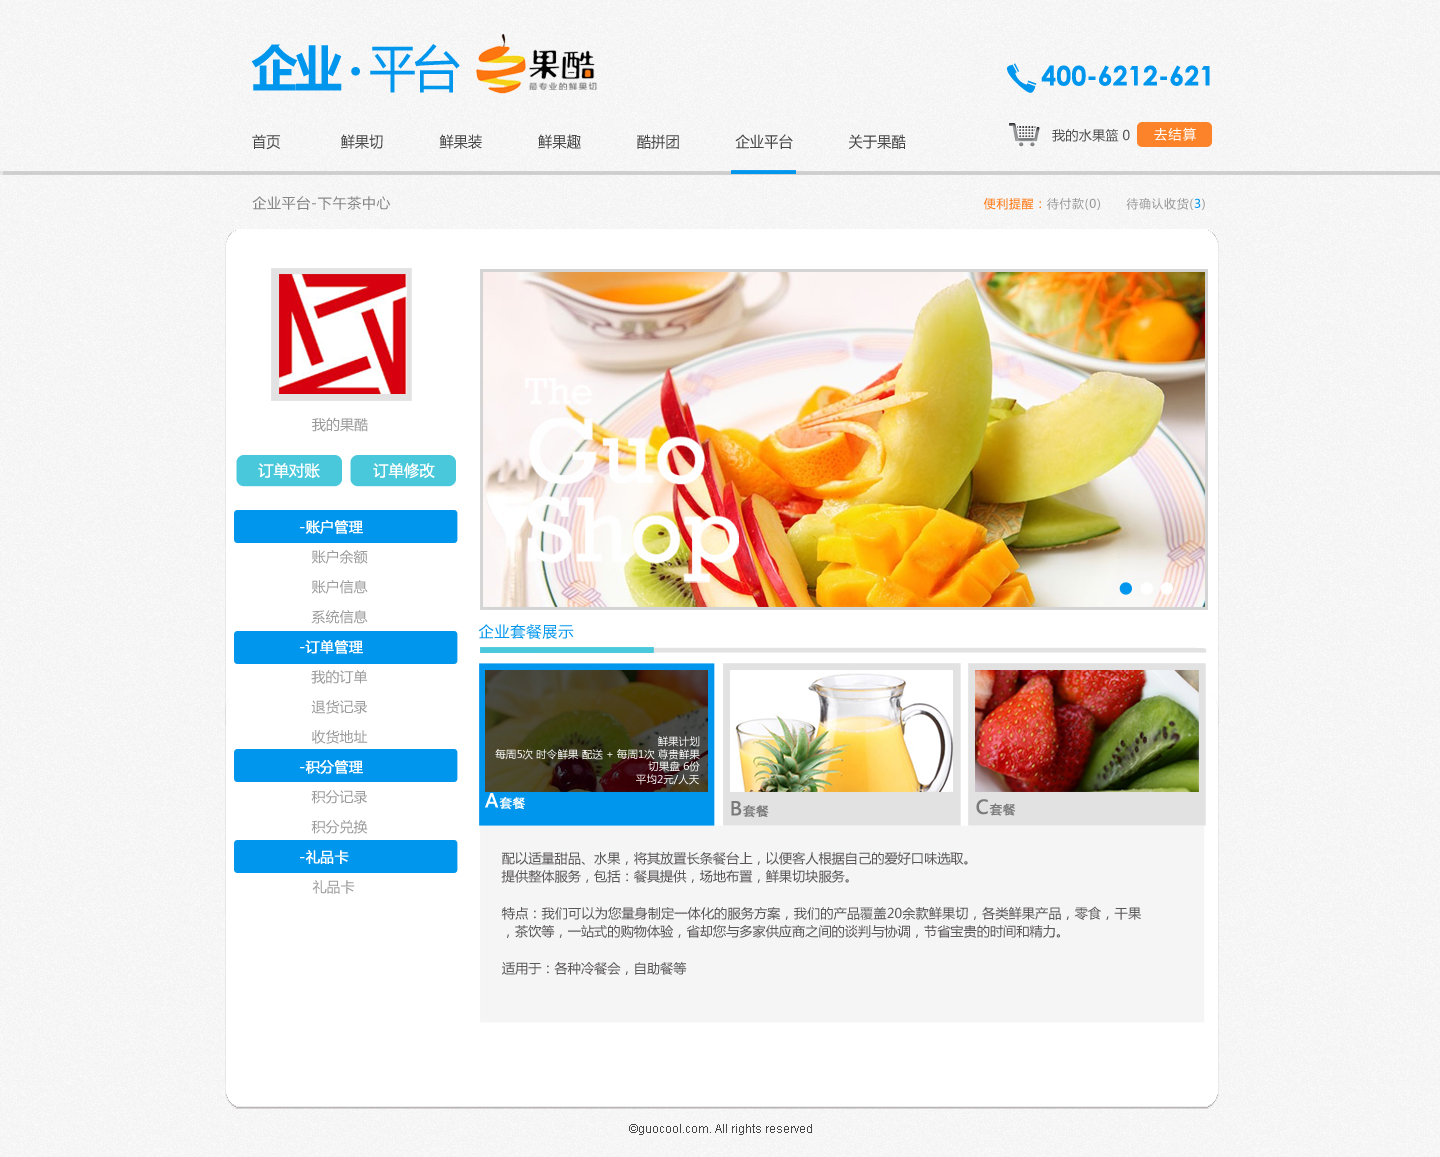 企业·平台
果酷
最专业的鲜果切
400-6212-621
首页 鲜果切 鲜果装 鲜果趣 酷拼团 企业平台 关于果酷
我的水果篮 0 去结算
企业平台-下午茶中心
便利提醒：待付款(0) 待确认收货(3)
我的果酷
订单对账 订单修改
-账户管理
账户余额
账户信息
系统信息
-订单管理
我的订单
退货记录
收货地址
-积分管理
积分记录
积分兑换
-礼品卡
礼品卡
The
Guo
Shop
企业套餐展示
鲜果计划
每周5次 时令鲜果 配送 + 每周1次 尊贵鲜果
切果盘 6份
平均2元/人天
A套餐
B套餐
C套餐
配以适量甜品、水果，将其放置长条餐台上，以便客人根据自己的爱好口味选取。
提供整体服务，包括：餐具提供，场地布置，鲜果切块服务。
特点：我们可以为您量身制定一体化的服务方案，我们的产品覆盖20余款鲜果切，各类鲜果产品，零食，干果
，茶饮等，一站式的购物体验，省却您与多家供应商之间的谈判与协调，节省宝贵的时间和精力。
适用于：各种冷餐会，自助餐等
©guocool.com. All rights reserved